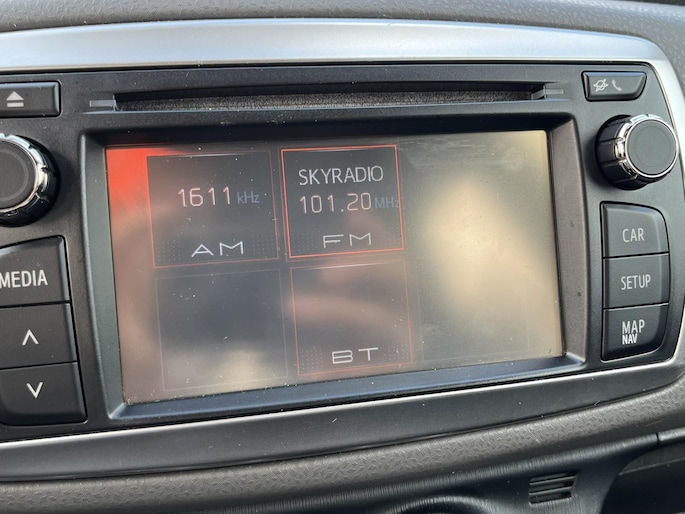 1611 kHz
AM
SKYRADIO
101.20 MHz
FM
BT
MEDIA
CAR
SETUP
MAP
NAV